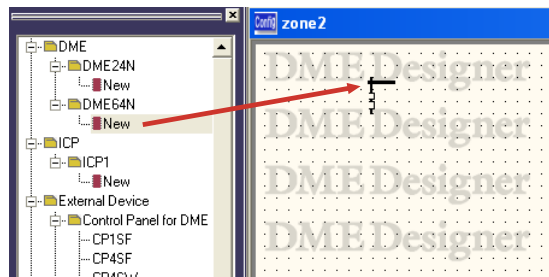 DME
DME24N
New
DME64N
New
ICP
ICP1
New
External Device
Control Panel for DME
CP1SF
CP4SF
Config zone2
DME Designer
DME Designer
DME Designer
DME Designer